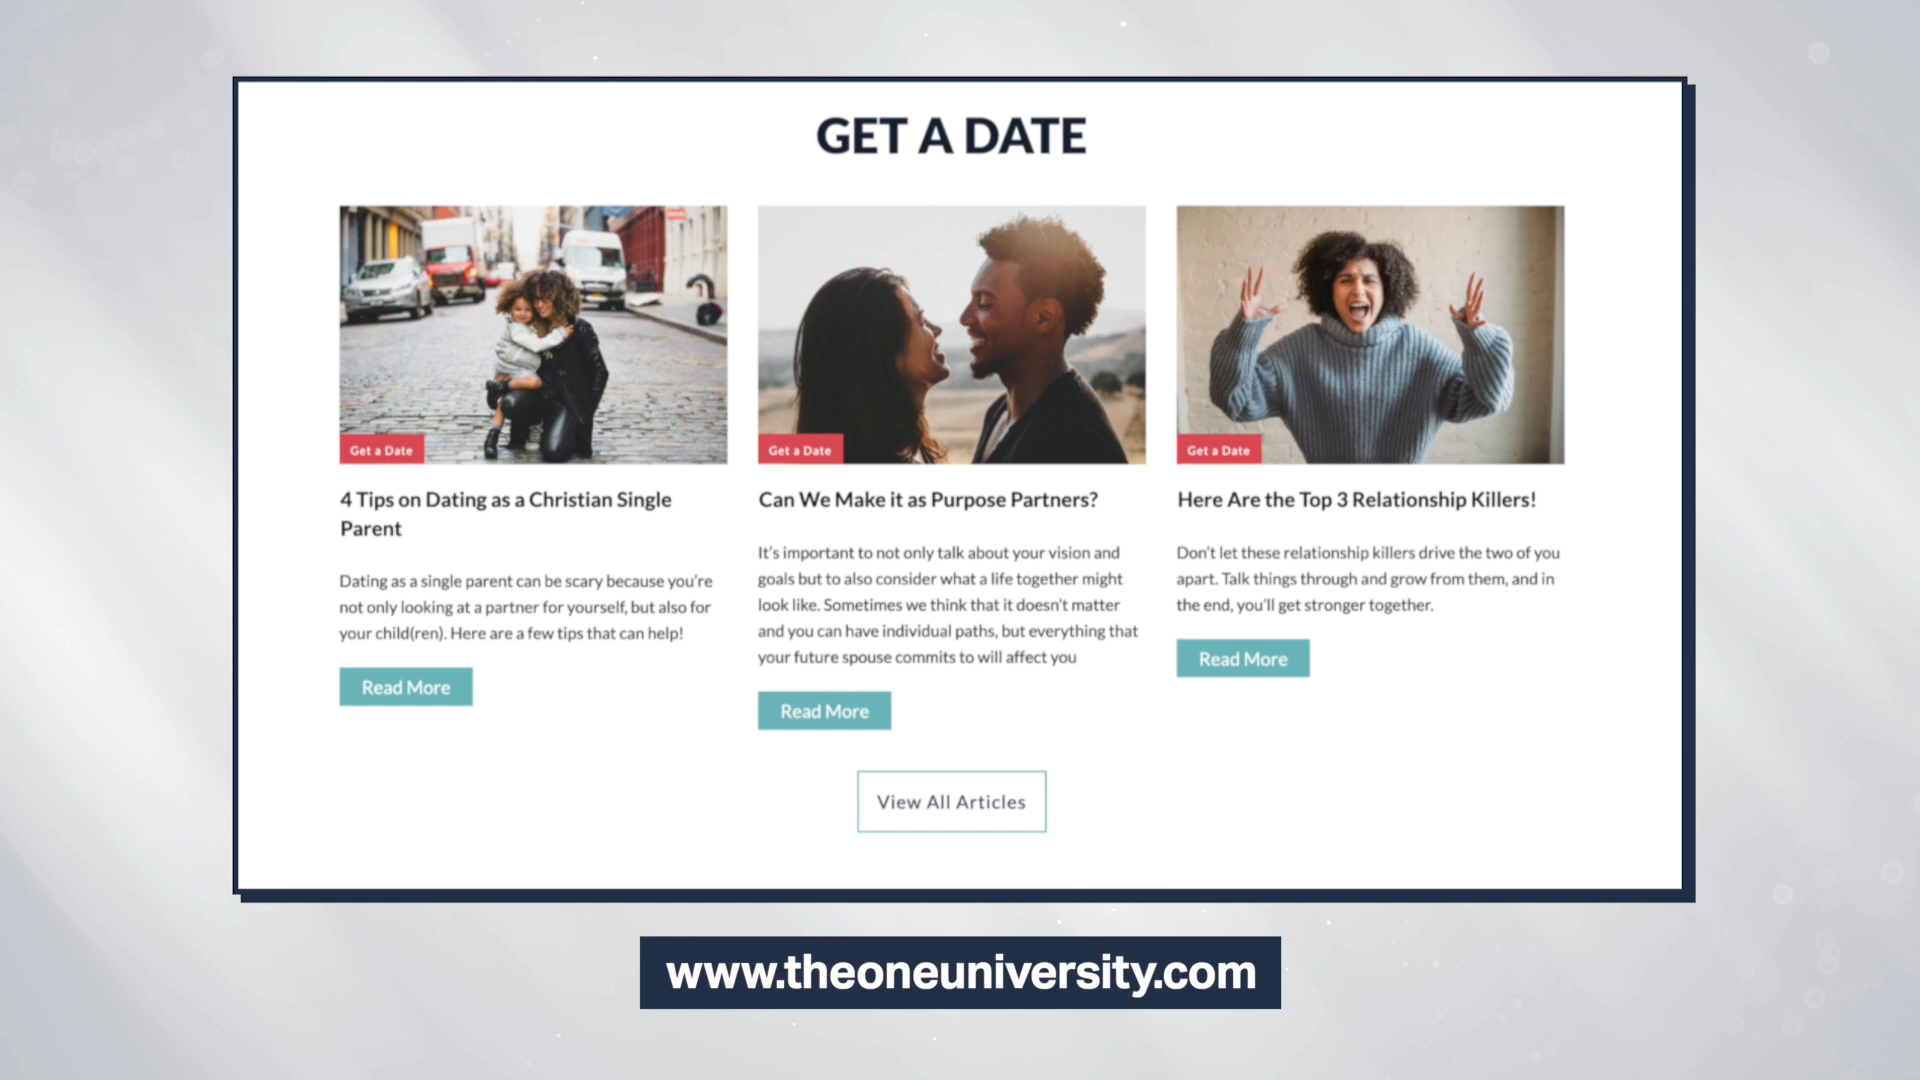 GET A DATE
Get a Date
4 Tips on Dating as a Christian Single
Parent
Dating as a single parent can be scary because you’re
not only looking at a partner for yourself, but also for
your child(ren). Here are a few tips that can help!
Read More
Get a Date
Can We Make it as Purpose Partners?
It’s important to not only talk about your vision and
goals but to also consider what a life together might
look like. Sometimes we think that it doesn’t matter
and you can have individual paths, but everything that
your future spouse commits to will affect you
Read More
Get a Date
Here Are the Top 3 Relationship Killers!
Don’t let these relationship killers drive the two of you
apart. Talk things through and grow from them, and in
the end, you’ll get stronger together.
Read More
View All Articles
www.theoneuniversity.com